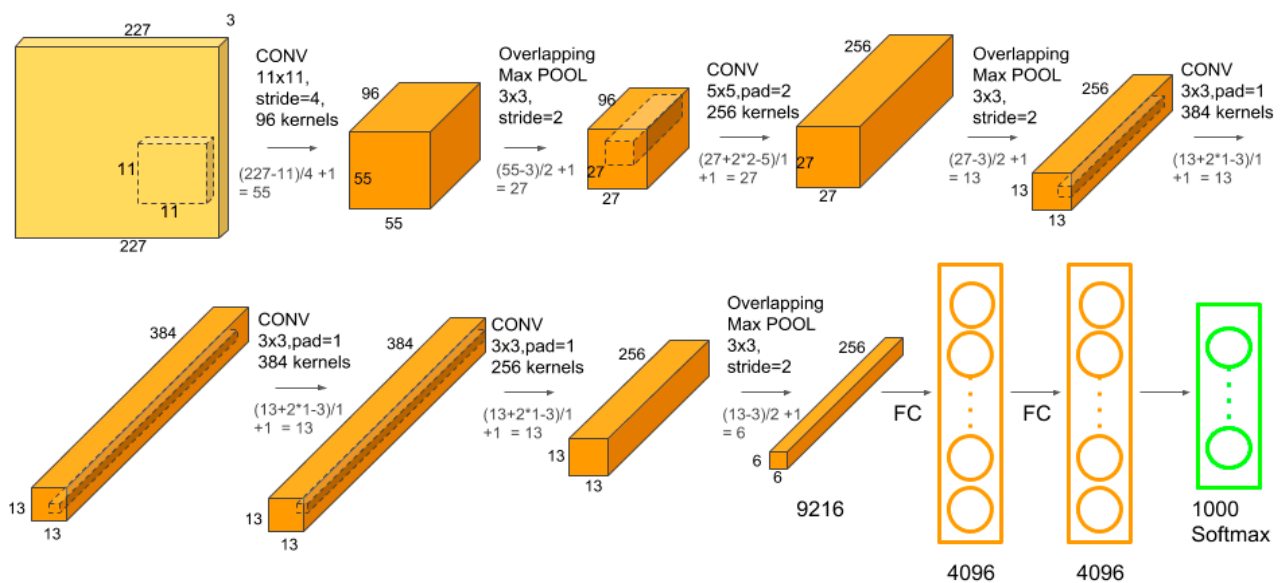 227
3
11
11
227
CONV
11x11,
stride=4,
96 kernels
(227-11)/4 +1
= 55
96
55
55
Overlapping
Max POOL
3x3,
stride=2
(55-3)/2 +1
= 27
96
27
27
CONV
5x5,pad=2
256 kernels
(27+2*2-5)/1
+1 = 27
256
27
27
Overlapping
Max POOL
3x3,
stride=2
(27-3)/2 +1
= 13
256
13
13
CONV
3x3,pad=1
384 kernels
(13+2*1-3)/1
+1 = 13
384
13
13
CONV
3x3,pad=1
384 kernels
(13+2*1-3)/1
+1 = 13
384
13
13
CONV
3x3,pad=1
256 kernels
(13+2*1-3)/1
+1 = 13
256
13
13
Overlapping
Max POOL
3x3,
stride=2
(13-3)/2 +1
= 6
256
6
6
9216
FC
4096
FC
4096
1000
Softmax